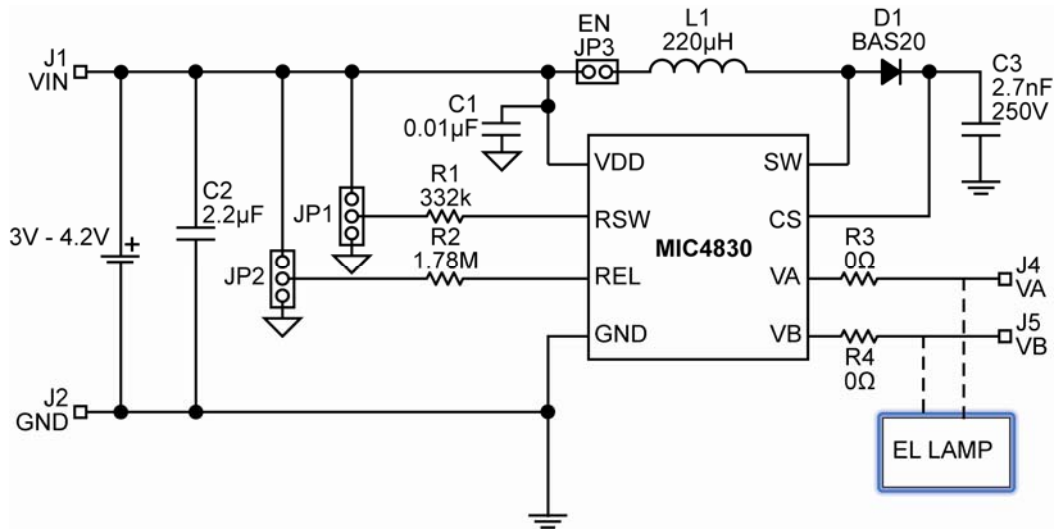 J1
VIN
EN
JP3
L1
220µH
D1
BAS20
C3
2.7nF
250V
C1
0.01µF
VDD
SW
C2
2.2µF
3V - 4.2V
+
JP1
R1
332k
RSW
CS
MIC4830
JP2
R2
1.78M
REL
VA
R3
0Ω
J4
VA
GND
VB
R4
0Ω
J5
VB
J2
GND
EL LAMP